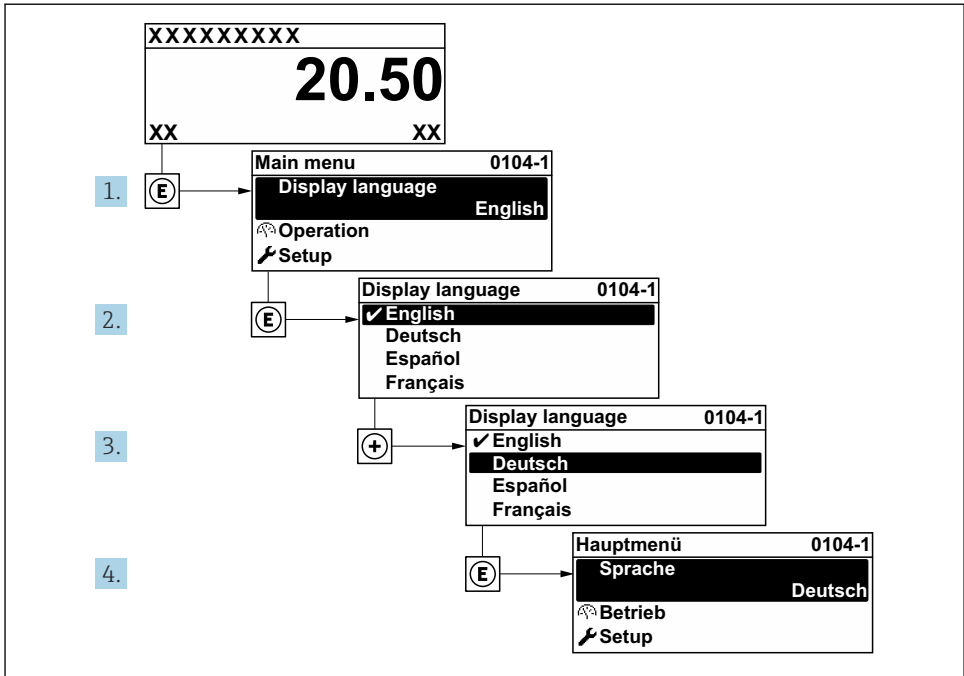 XXXXXXXXX
20.50
XX XX
1. E
Main menu 0104-1
Display language
English
Operation
Setup
2. E
Display language 0104-1
✔English
Deutsch
Español
Français
3. +
Display language 0104-1
✔English
Deutsch
Español
Français
4. E
Hauptmenü 0104-1
Sprache
Deutsch
Betrieb
Setup